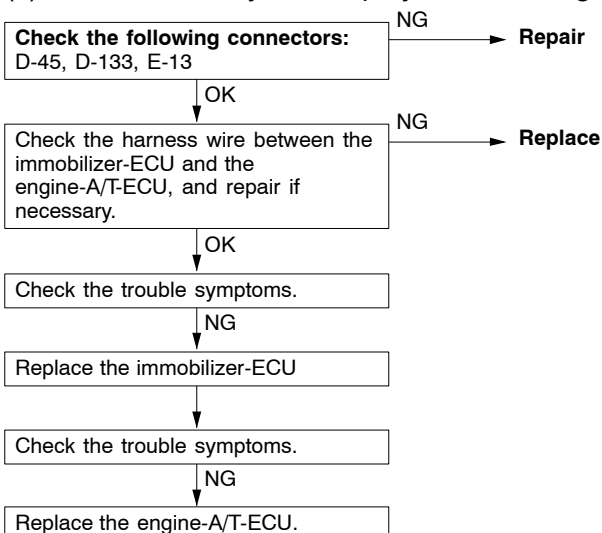 NG
Check the following connectors:
D-45, D-133, E-13
Repair
OK
NG
Check the harness wire between the
immobilizer-ECU and the
engine-A/T-ECU, and repair if
necessary.
Replace
OK
Check the trouble symptoms.
NG
Replace the immobilizer-ECU
Check the trouble symptoms.
NG
Replace the engine-A/T-ECU.